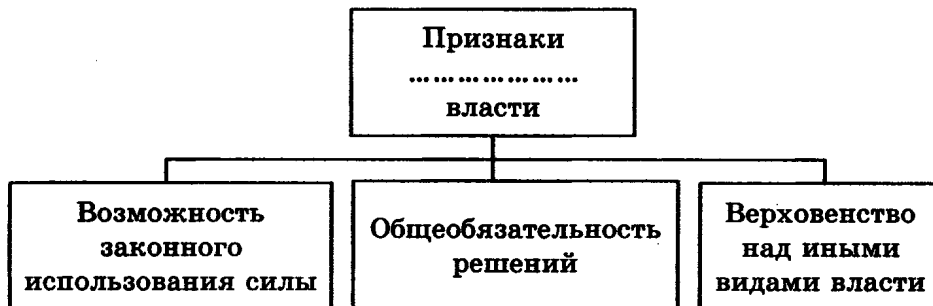 Признаки
.....................
власти
Возможность
законного
использования силы
Общеобязательность
решений
Верховенство
над иными
видами власти